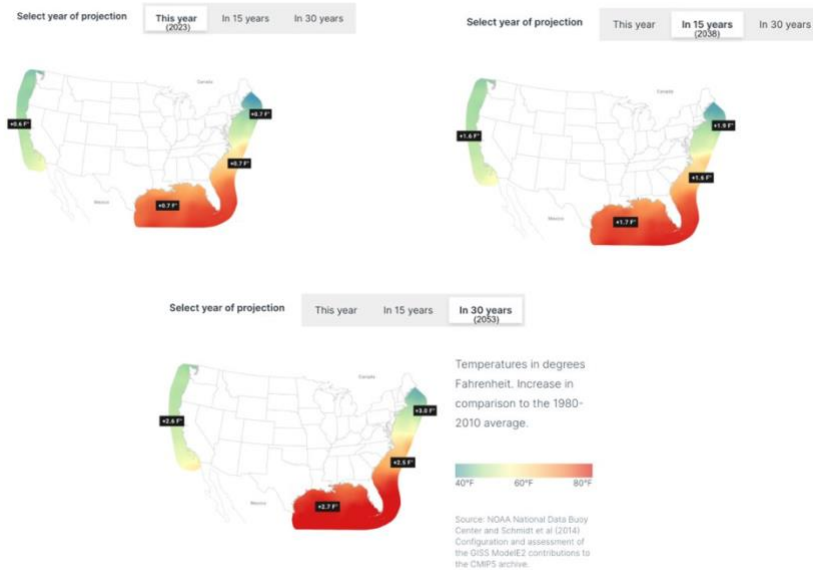 Select year of projection
This year
(2023)
In 15 years
In 30 years
Canada
+0.6 F°
+0.7 F°
+0.7 F°
+0.7 F°
Mexico
Select year of projection
This year
In 15 years
(2038)
In 30 years
Canada
+1.6 F°
+1.9 F°
+1.6 F°
+1.7 F°
Mexico
Select year of projection
This year
In 15 years
In 30 years
(2053)
Canada
+2.6 F°
+3.0 F°
+2.5 F°
+2.7 F°
Mexico
Temperatures in degrees
Fahrenheit. Increase in
comparison to the 1980-
2010 average.
40°F
60°F
80°F
Source: NOAA National Data Buoy
Center and Schmidt et al (2014)
Configuration and assessment of
the GISS ModelE2 contributions to
the CMIP5 archive.